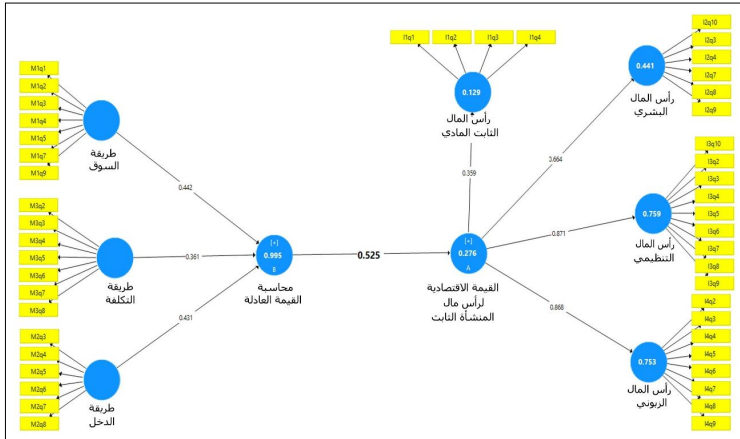 I1q1
I1q2
I1q3
I1q4
I2q10
I2q3
I2q4
I2q7
I2q8
I2q9
0.441
رأس المال
البشري
0.129
رأس المال
الثابت المادي
M1q1
M1q2
M1q3
M1q4
M1q5
M1q7
M1q9
طريقة
السوق
0.442
0.359
0.664
I3q10
I3q2
I3q3
I3q4
I3q5
I3q6
I3q7
I3q8
I3q9
0.759
رأس المال
التنظيمي
0.871
M3q2
M3q3
M3q4
M3q5
M3q6
M3q7
M3q8
طريقة
التكلفة
0.361
[+]
0.995
B
محاسبة
القيمة العادلة
0.525
[+]
0.276
A
القيمة الاقتصادية
لرأس مال
المنشأة الثابت
0.431
0.868
M2q3
M2q4
M2q5
M2q6
M2q7
M2q8
طريقة
الدخل
I4q2
I4q3
I4q4
I4q5
I4q6
I4q7
I4q8
I4q9
0.753
رأس المال
الزبوني